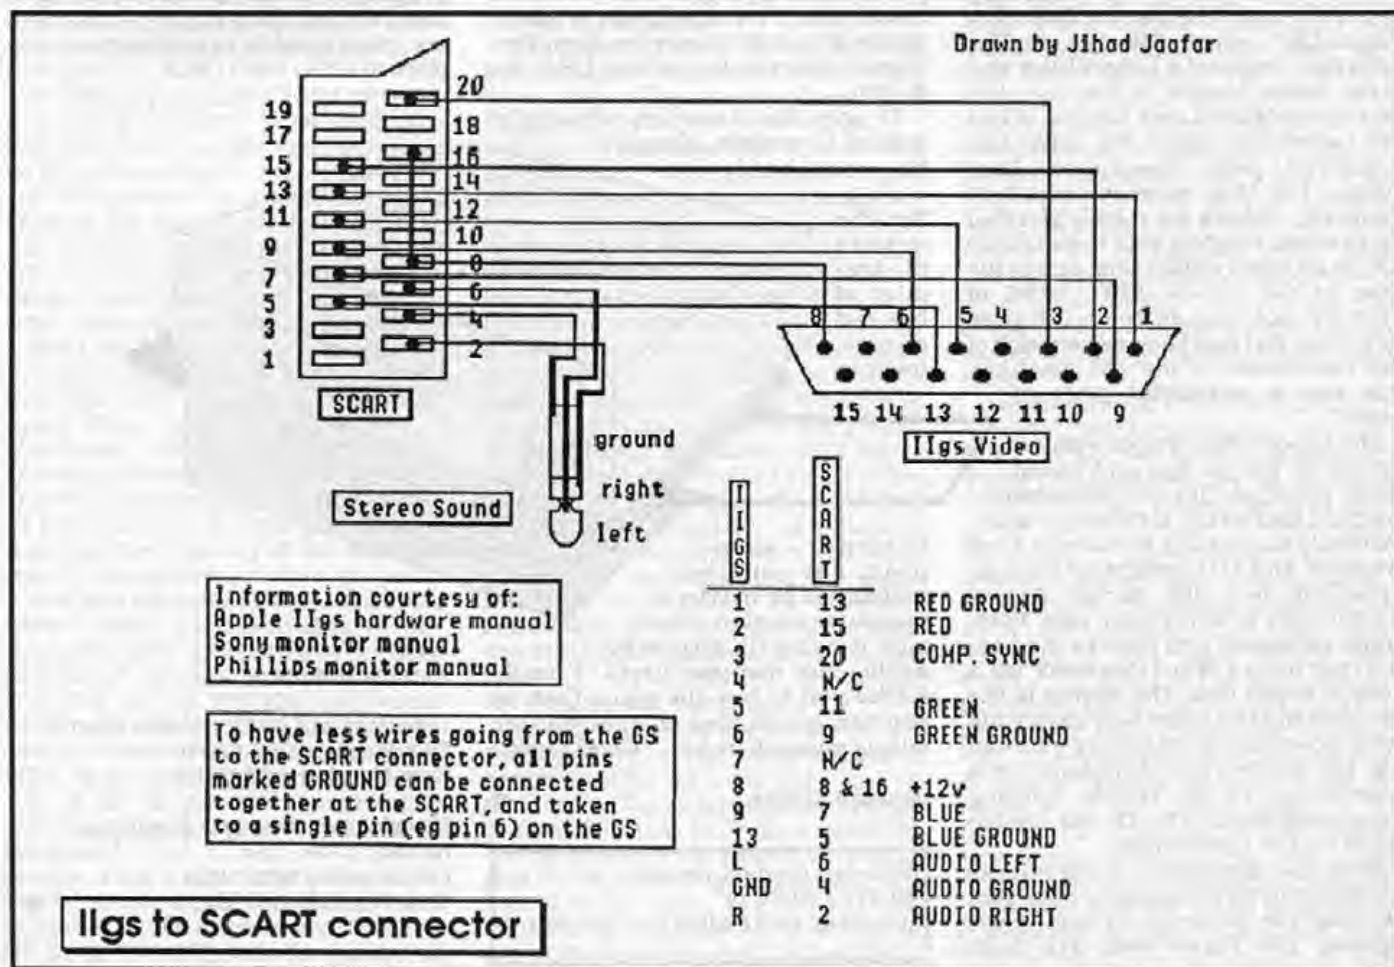 Drawn by Jihad Jaafar
20
19
18
17
16
15
14
13
12
11
10
9
8
7
6
5
4
3
2
1
SCART
8 7 6 5 4 3 2 1
15 14 13 12 11 10 9
IIgs Video
ground
right
left
Stereo Sound
Information courtesy of:
Apple IIgs hardware manual
Sony monitor manual
Phillips monitor manual
To have less wires going from the GS
to the SCART connector, all pins
marked GROUND can be connected
together at the SCART, and taken
to a single pin (eg pin 6) on the GS
IIGS SCART
1 13 RED GROUND
2 15 RED
3 20 COMP. SYNC
4 N/C
5 11 GREEN
6 9 GREEN GROUND
7 N/C
8 8 & 16 +12v
9 7 BLUE
13 5 BLUE GROUND
L 6 AUDIO LEFT
GND 4 AUDIO GROUND
R 2 AUDIO RIGHT
IIgs to SCART connector